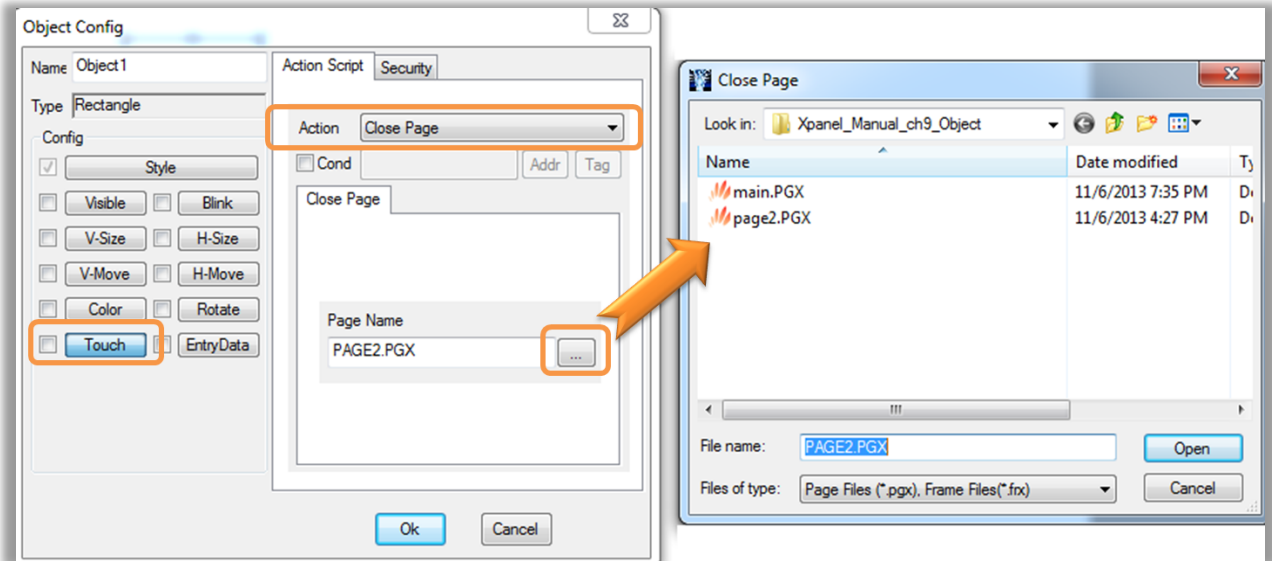 Object Config
Name Object1
Type Rectangle
Config
Style
Visible Blink
V-Size H-Size
V-Move H-Move
Color Rotate
Touch EntryData
Action Script Security
Action Close Page
Cond Addr Tag
Close Page
Page Name
PAGE2.PGX ...
Ok Cancel
Close Page
Look in: Xpanel_Manual_ch9_Object
Name Date modified
main.PGX 11/6/2013 7:35 PM
page2.PGX 11/6/2013 4:27 PM
File name: PAGE2.PGX Open
Files of type: Page Files (*.pgx), Frame Files(*.frx) Cancel